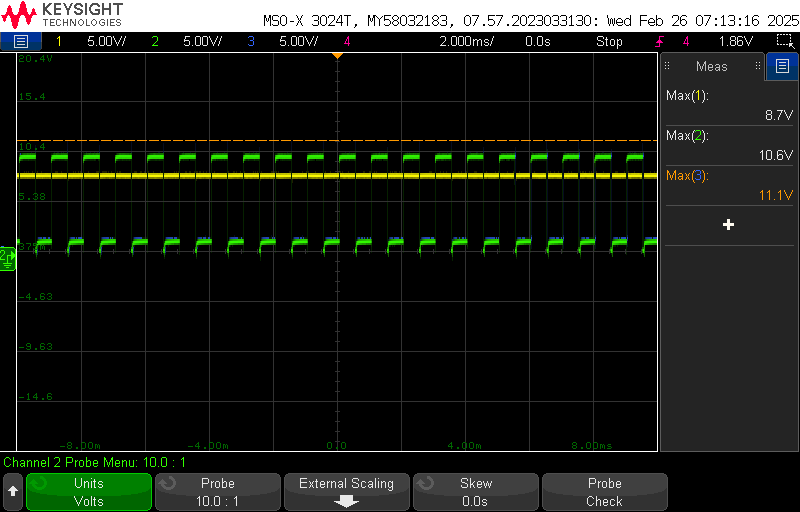 KEYSIGHT
TECHNOLOGIES
MSO-X 3024T, MY58032183, 07.57.2023033130: Wed Feb 26 07:13:16 2025
1 5.00V/ 2 5.00V/ 3 5.00V/ 4 2.000ms/ 0.0s Stop 4 1.86V
20.4V
15.4
10.4
5.38
375m
-4.63
-9.63
-14.6
-8.00m -4.00m 0.0 4.00m 8.00ms
2
Meas
Max(1):
8.7V
Max(2):
10.6V
Max(3):
11.1V
+
Channel 2 Probe Menu: 10.0 : 1
Units Probe External Scaling Skew Probe
Volts 10.0 : 1 0.0s Check